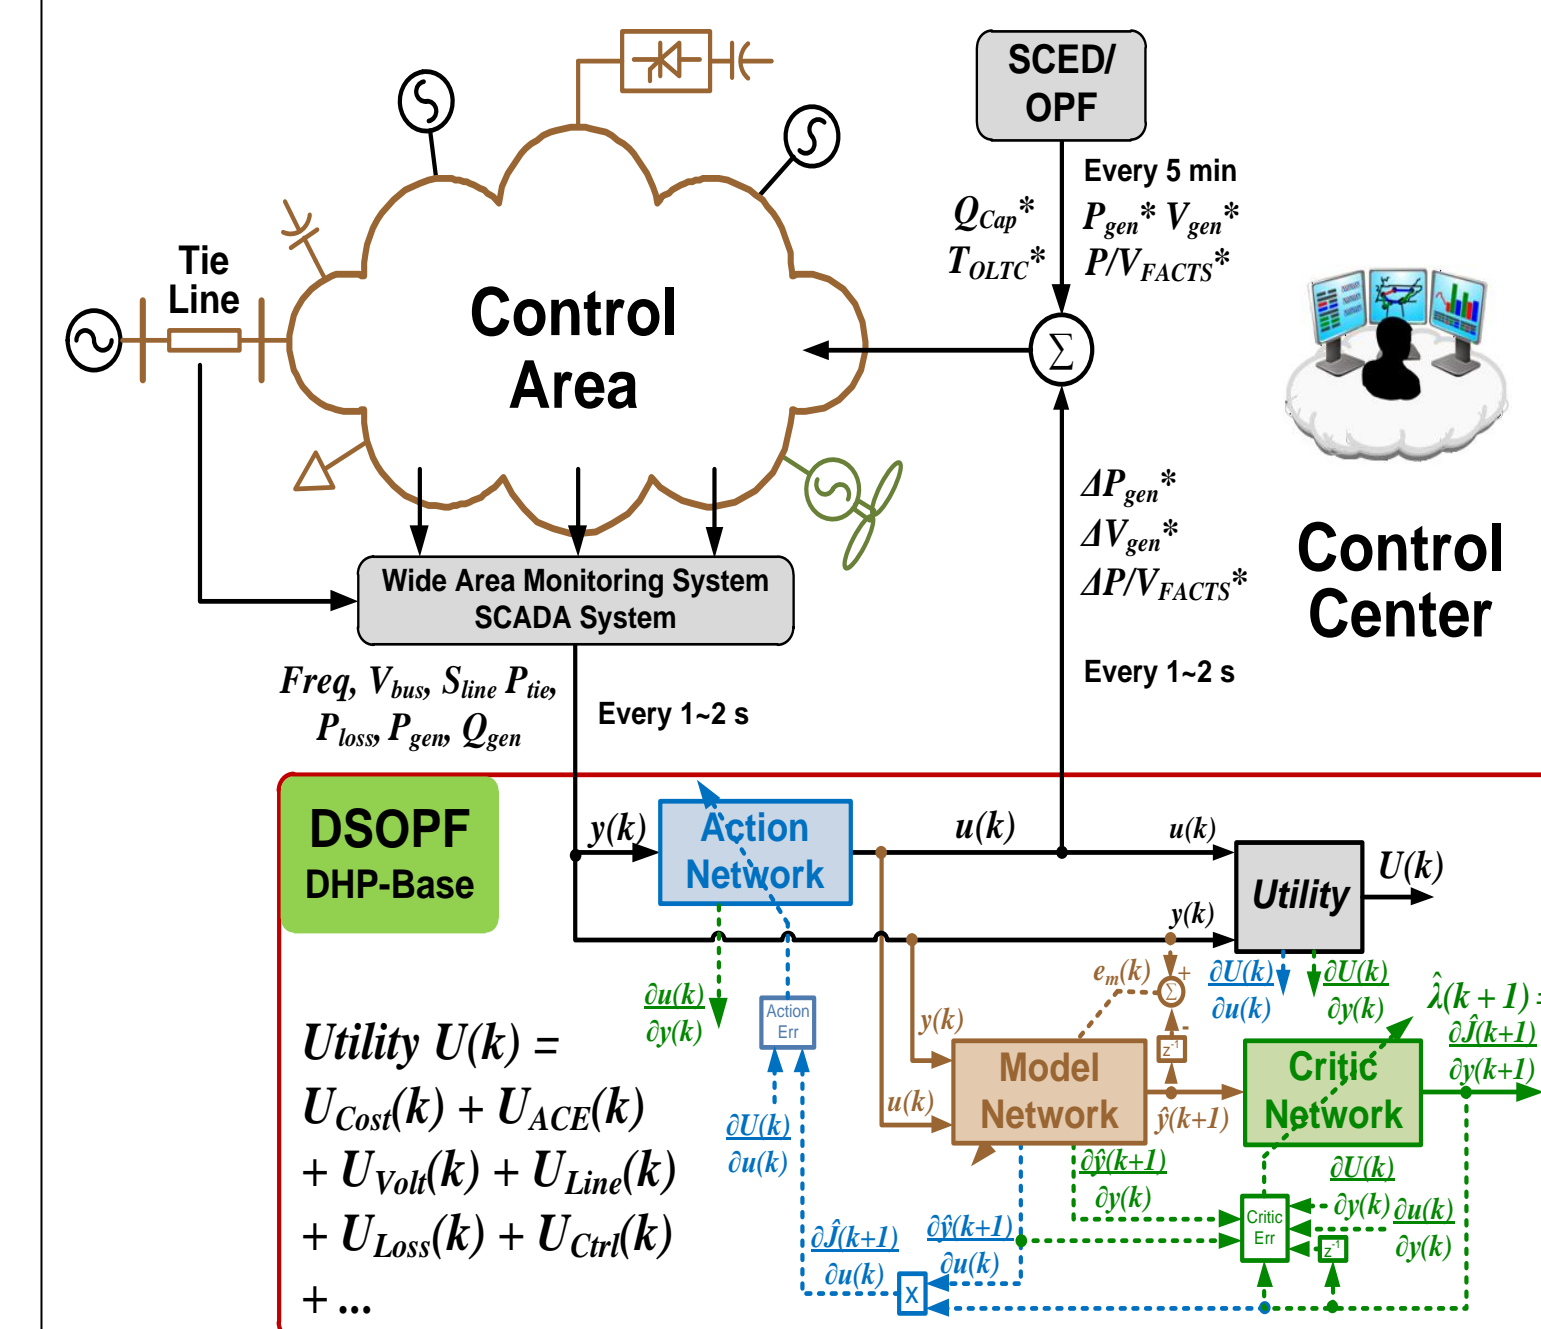 SCED/
OPF
Every 5 min
Q_Cap*
P_gen* V_gen*
T_OLTC*
P/V_FACTS*
Tie
Line
Control
Area
Σ
ΔP_gen*
ΔV_gen*
ΔP/V_FACTS*
Control
Center
Wide Area Monitoring System
SCADA System
Freq, V_bus, S_line P_tie,
P_loss, P_gen, Q_gen
Every 1~2 s
Every 1~2 s
DSOPF
DHP-Base
y(k)
Action
Network
u(k)
u(k)
Utility
U(k)
y(k)
∂u(k)
∂y(k)
Action
Err
e_m(k)
Σ
+
-
z⁻¹
∂U(k)
∂u(k)
∂U(k)
∂y(k)
λ̂(k + 1) =
∂Ĵ(k+1)
∂y(k+1)
y(k)
u(k)
Model
Network
ŷ(k+1)
Critic
Network
Utility U(k) =
U_Cost(k) + U_ACE(k)
+ U_Volt(k) + U_Line(k)
+ U_Loss(k) + U_Ctrl(k)
+ ...
∂U(k)
∂u(k)
∂ŷ(k+1)
∂y(k)
∂U(k)
∂y(k)
Critic
Err
∂u(k)
∂y(k)
z⁻¹
∂Ĵ(k+1)
∂u(k)
∂ŷ(k+1)
∂u(k)
X